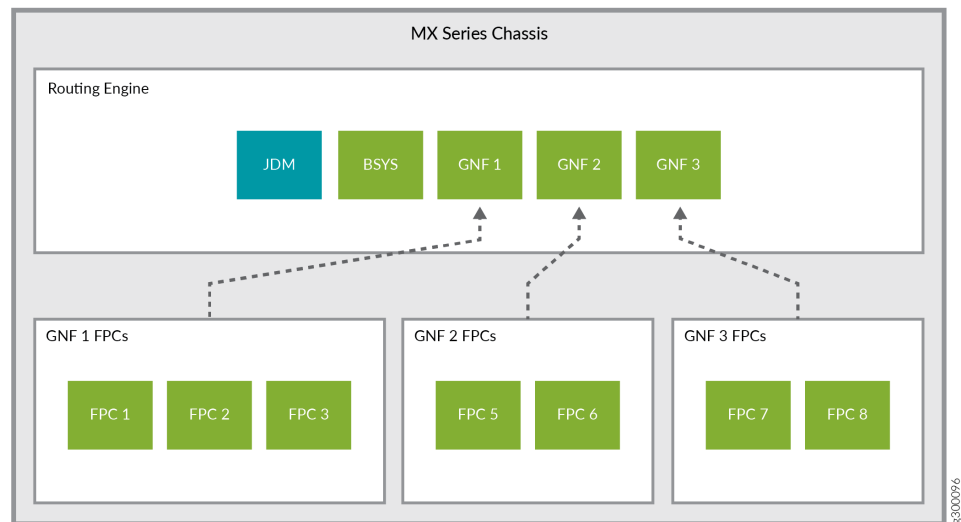 MX Series Chassis
Routing Engine
JDM
BSYS
GNF 1
GNF 2
GNF 3
GNF 1 FPCs
FPC 1
FPC 2
FPC 3
GNF 2 FPCs
FPC 5
FPC 6
GNF 3 FPCs
FPC 7
FPC 8
g300096